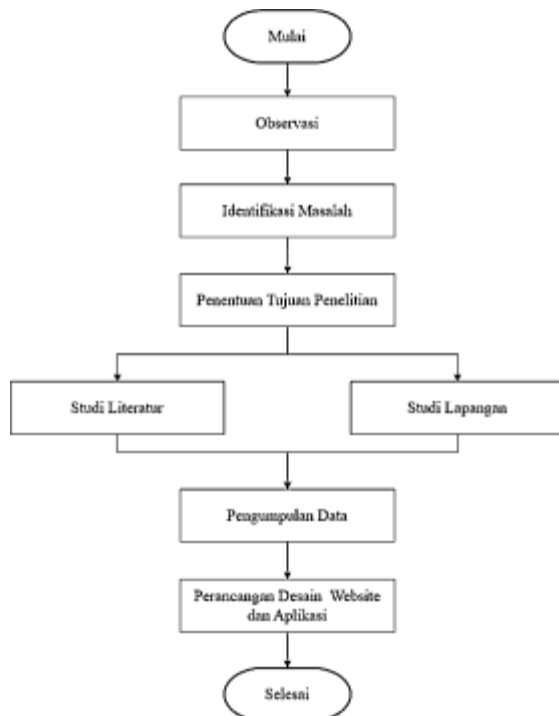 Mulai
Observasi
Identifikasi Masalah
Penentuan Tujuan Penelitian
Studi Literatur
Studi Lapangan
Pengumpulan Data
Perancangan Desain Website
dan Aplikasi
Selesai